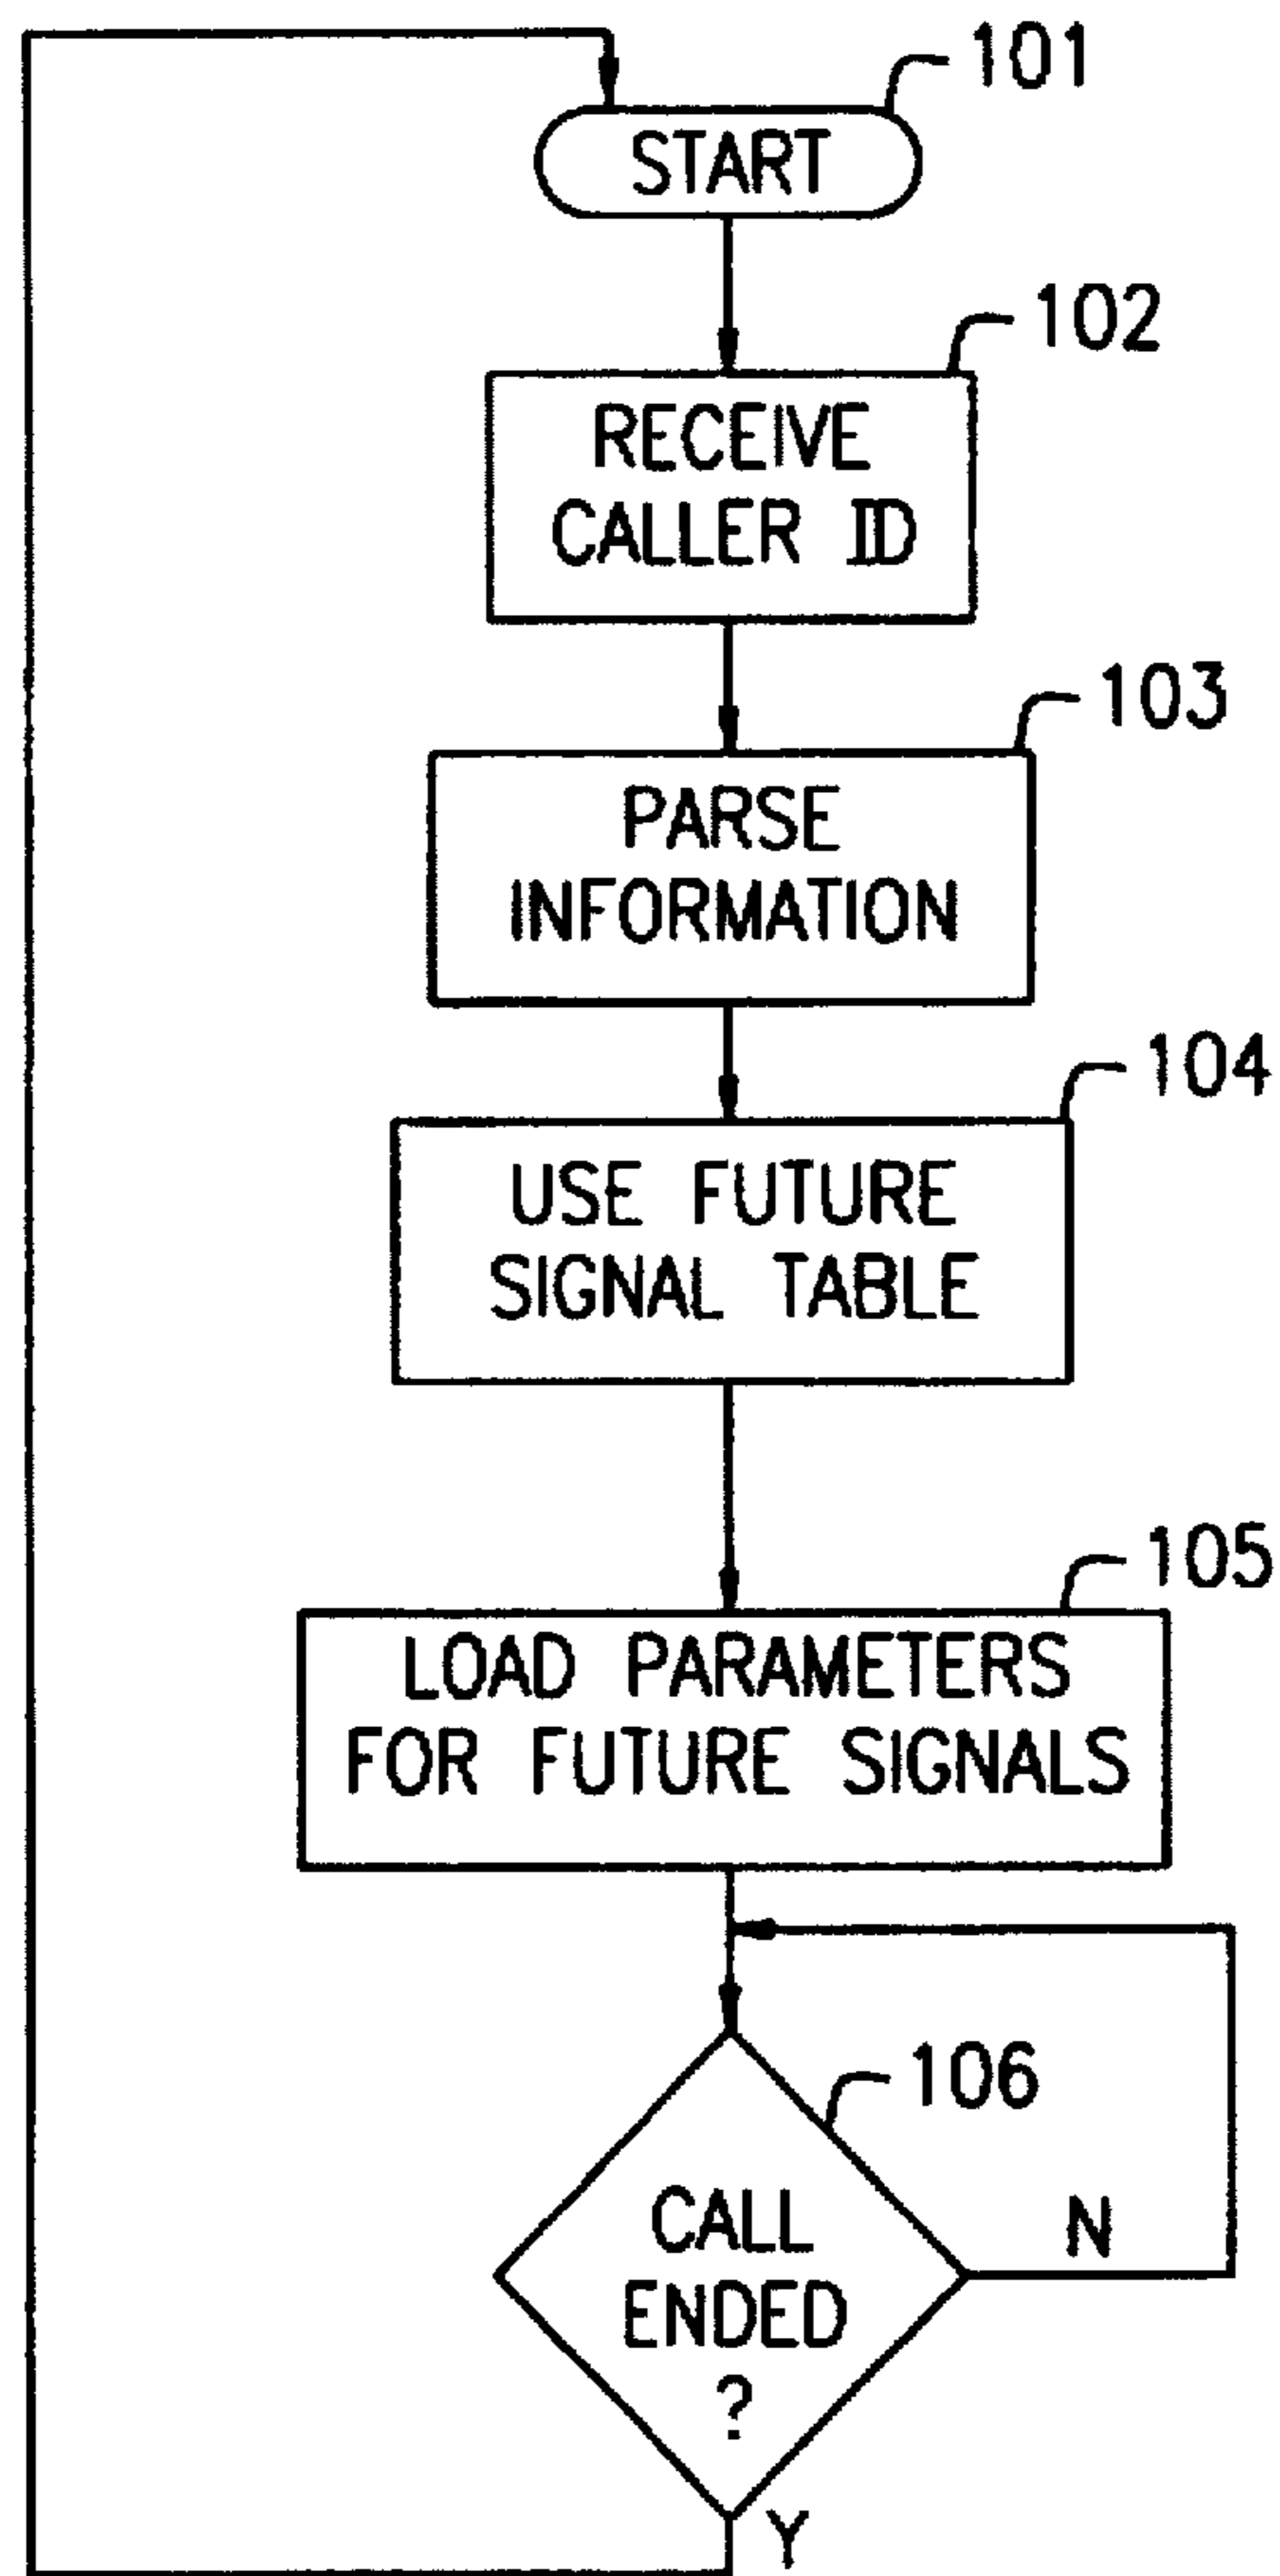 101
START
102
RECEIVE
CALLER ID
103
PARSE
INFORMATION
104
USE FUTURE
SIGNAL TABLE
105
LOAD PARAMETERS
FOR FUTURE SIGNALS
106
CALL
ENDED
?
N
Y